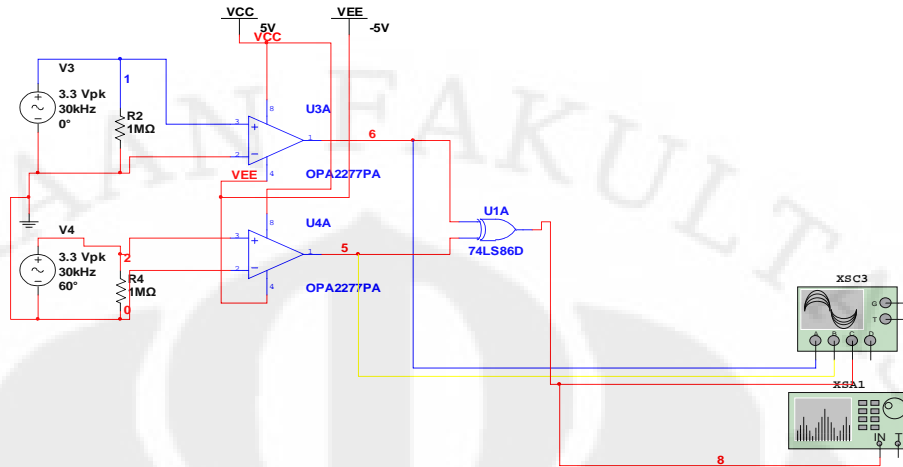 VCC
VEE
5V
-5V
VCC
V3
1
3.3 Vpk
30kHz
0°
R2
1MΩ
8
U3A
3
1
6
2
OPA2277PA
4
VEE
V4
8
U4A
U1A
3.3 Vpk
30kHz
60°
2
3
1
5
74LS86D
2
R4
1MΩ
4
OPA2277PA
0
XSC3
G
T
A
B
C
D
XSA1
IN
T
8
AAN FAKULT